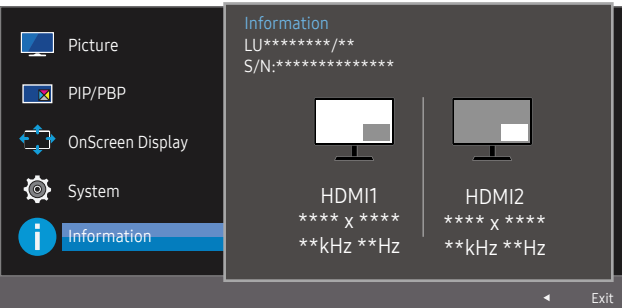 Picture
PIP/PBP
OnScreen Display
System
Information
Information
LU********/**
S/N:**************
HDMI1
**** x ****
**kHz **Hz
HDMI2
**** x ****
**kHz **Hz
Exit